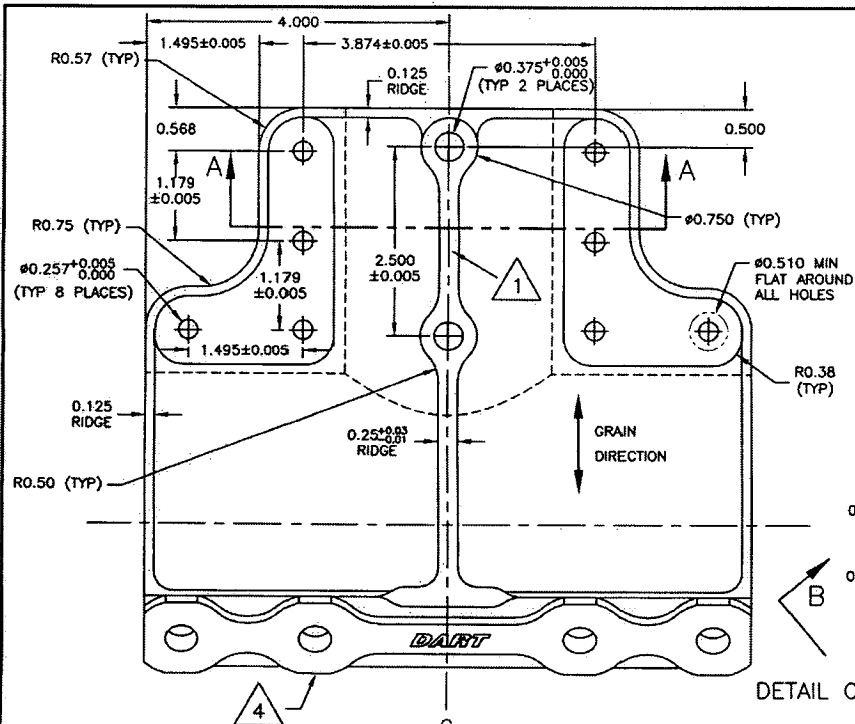 4.000
1.495±0.005
3.874±0.005
R0.57 (TYP)
0.125
RIDGE
ø0.375+0.005
0.000
(TYP 2 PLACES)
0.568
0.500
A
A
1.179
±0.005
R0.75 (TYP)
ø0.750 (TYP)
2.500
±0.005
1
ø0.257+0.005
0.000
(TYP 8 PLACES)
1.179
±0.005
ø0.510 MIN
FLAT AROUND
ALL HOLES
1.495±0.005
R0.38
(TYP)
0.125
RIDGE
0.25+0.03
-0.01
RIDGE
GRAIN
DIRECTION
R0.50 (TYP)
B
DART
DETAIL C
4